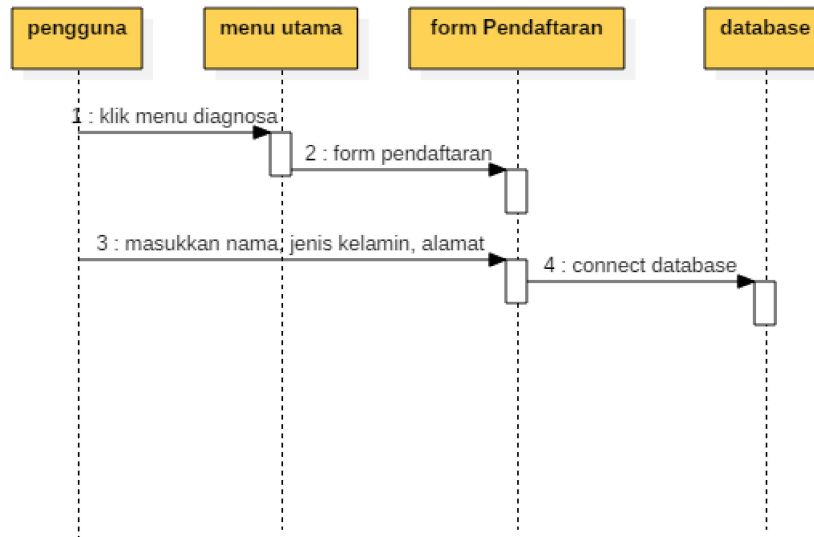 pengguna
menu utama
form Pendaftaran
database
1 : klik menu diagnosa
2 : form pendaftaran
3 : masukkan nama, jenis kelamin, alamat
4 : connect database